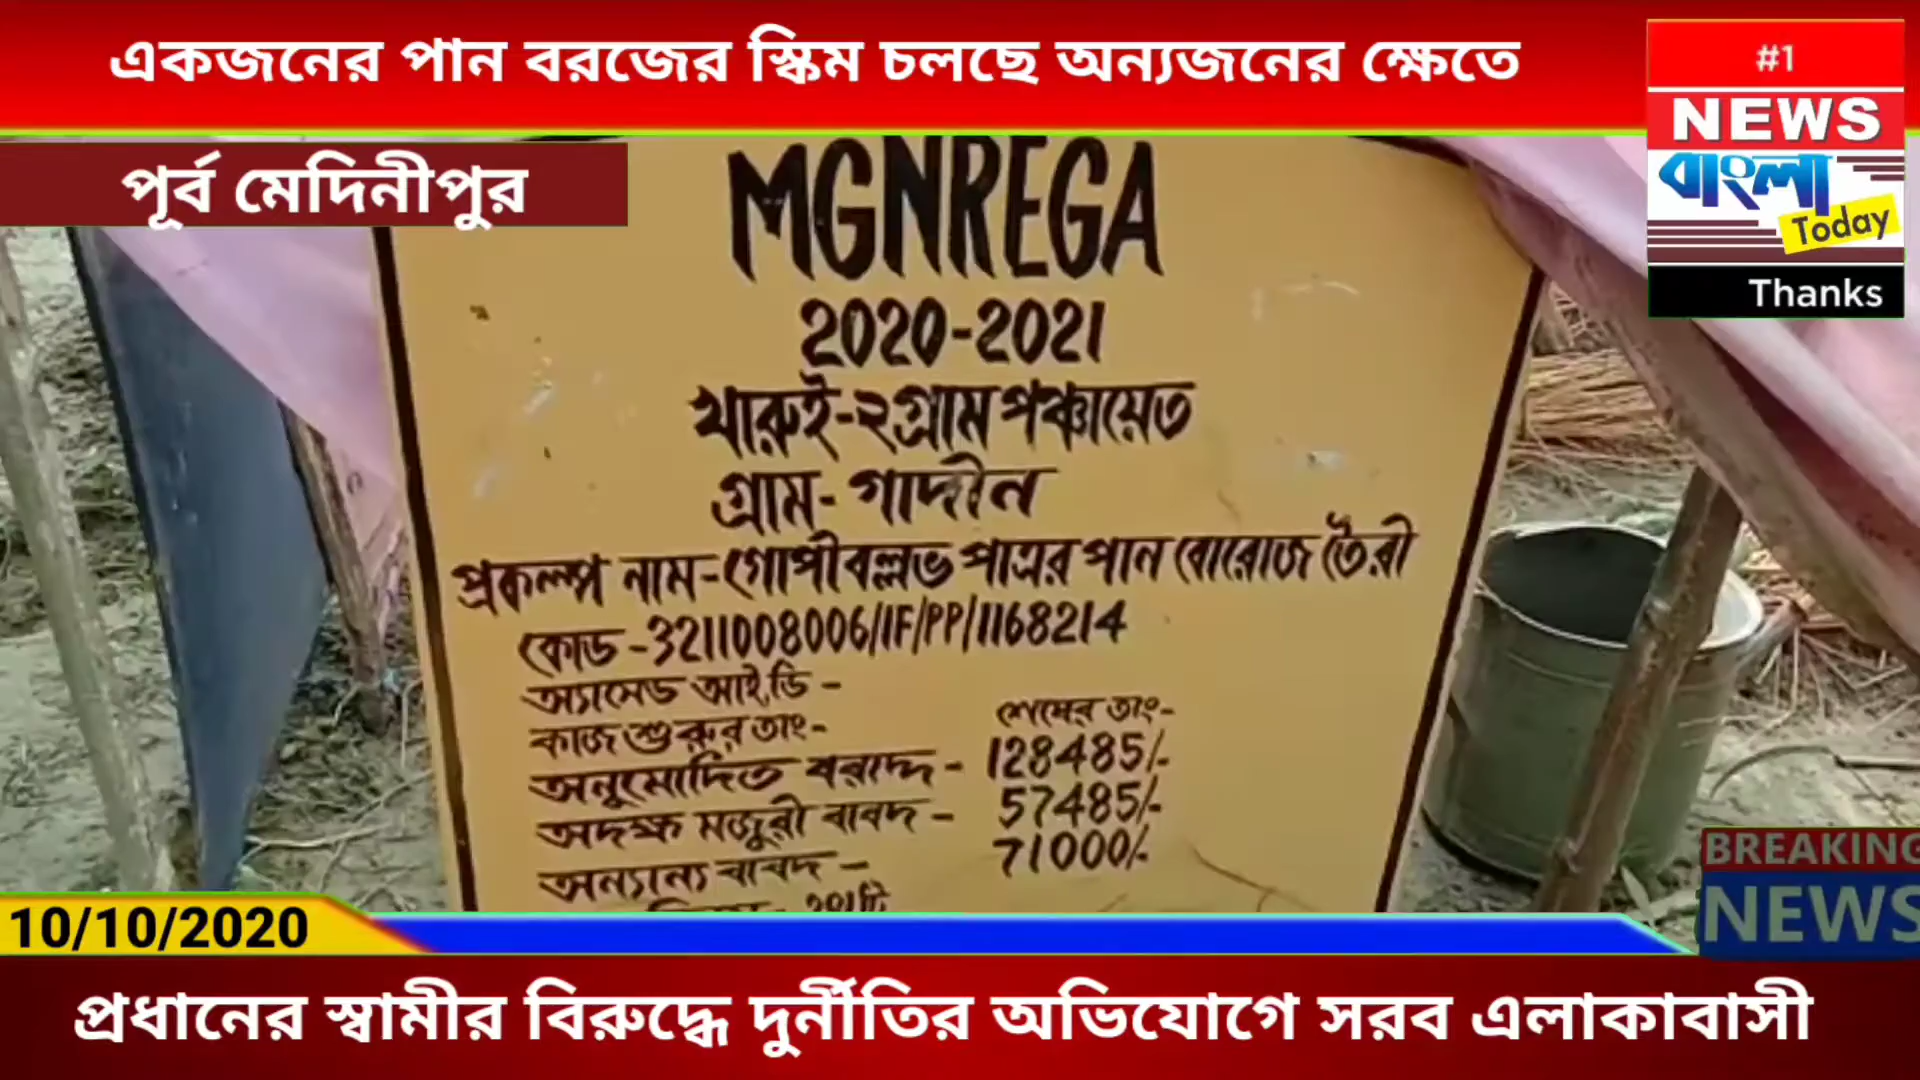 একজনের পান বরজের স্কিম চলছে অন্যজনের ক্ষেতে
#1
NEWS
বাংলা
Today
Thanks
পূর্ব মেদিনীপুর
MGNREGA
2020-2021
খারুই-২গ্রাম পঞ্চায়েত
গ্রাম- গাদীন
প্রকল্প নাম-গোপীবল্লভ পাত্রর পান বোরোজ তৈরী
কোড -3211008006/IF/PP/1168214
অ্যাসেড আই,ডি -
কাজ শুরুর তাং- শেষের তাং-
অনুমোদিত বরাদ্দ - 128485/-
অদক্ষ মজুরী বাবদ - 57485/-
অন্যান্য বাবদ - 71000/-
10/10/2020
BREAKING
NEWS
প্রধানের স্বামীর বিরুদ্ধে দুর্নীতির অভিযোগে সরব এলাকাবাসী